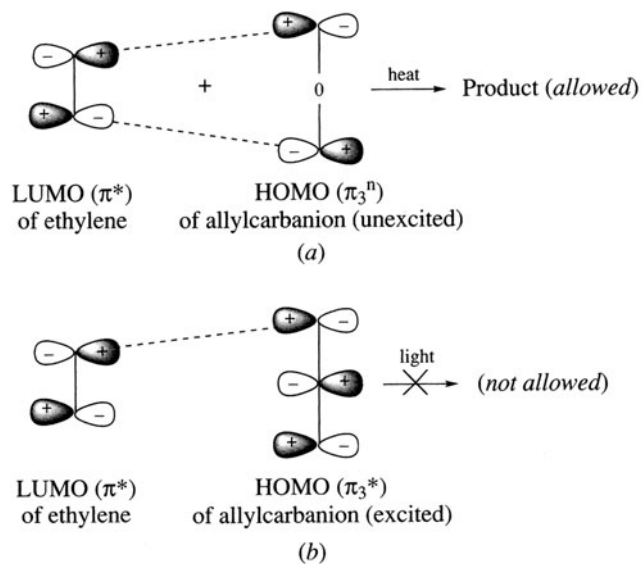 + −
− +
heat
+
0
Product (allowed)
+ −
− +
LUMO (π*)
of ethylene
HOMO (π₃ⁿ)
of allylcarbanion (unexcited)
(a)
+ −
− +
light
− +
(not allowed)
+ −
+ −
LUMO (π*)
of ethylene
HOMO (π₃*)
of allylcarbanion (excited)
(b)